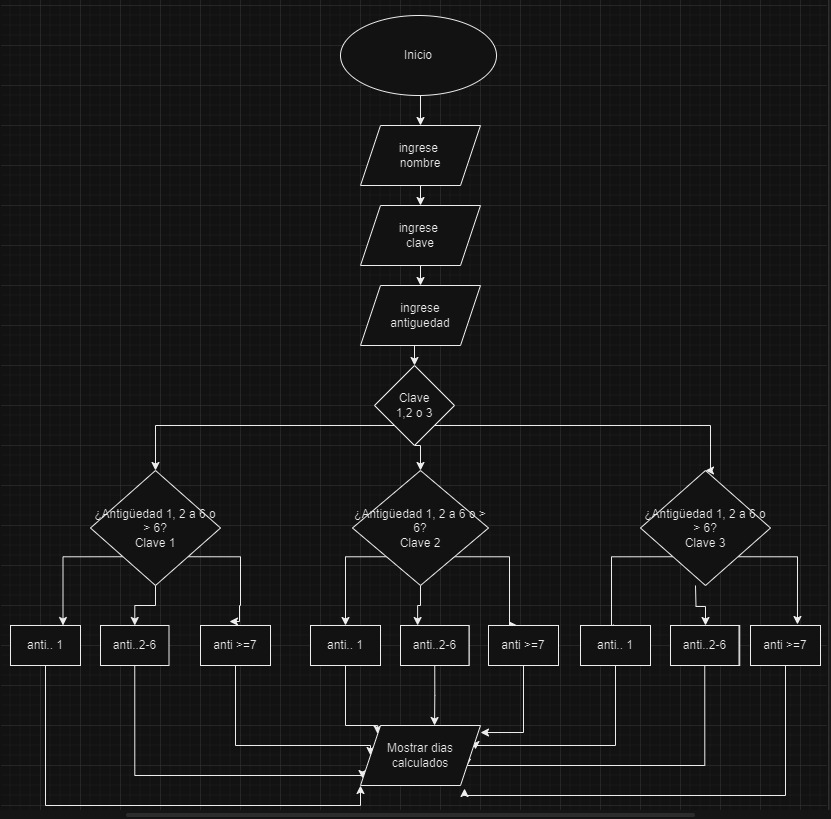 Inicio
ingrese
nombre
ingrese
clave
ingrese
antiguedad
Clave
1,2 o 3
¿Antigüedad 1, 2 a 6 o
> 6?
Clave 1
¿Antigüedad 1, 2 a 6 o >
6?
Clave 2
¿Antigüedad 1, 2 a 6 o
> 6?
Clave 3
anti.. 1
anti..2-6
anti >=7
anti.. 1
anti..2-6
anti >=7
anti.. 1
anti..2-6
anti >=7
Mostrar dias
calculados